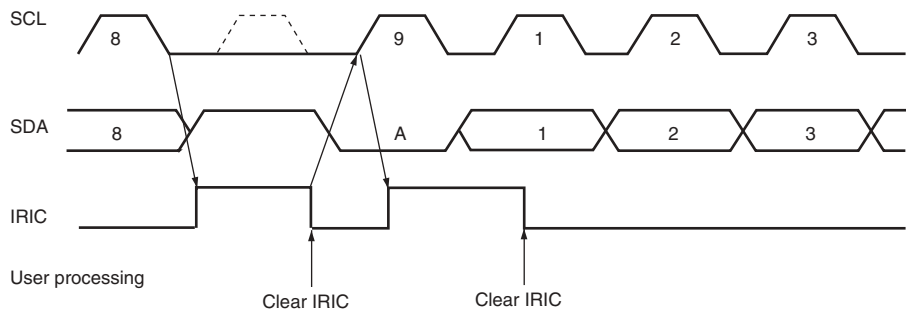 SCL
8
9
1
2
3
SDA
8
A
1
2
3
IRIC
User processing
Clear IRIC
Clear IRIC